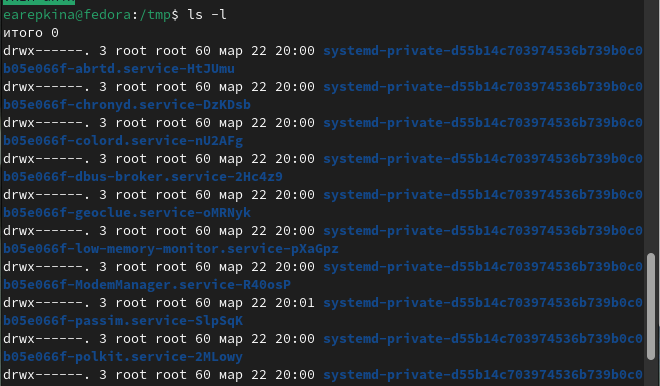 earepkina@fedora:/tmp$ ls -l
итого 0
drwx------. 3 root root 60 мар 22 20:00 systemd-private-d55b14c703974536b739b0c0
b05e066f-abrtd.service-HtJUmu
drwx------. 3 root root 60 мар 22 20:00 systemd-private-d55b14c703974536b739b0c0
b05e066f-chronyd.service-DzKDsb
drwx------. 3 root root 60 мар 22 20:00 systemd-private-d55b14c703974536b739b0c0
b05e066f-colord.service-nU2AFg
drwx------. 3 root root 60 мар 22 20:00 systemd-private-d55b14c703974536b739b0c0
b05e066f-dbus-broker.service-2Hc4z9
drwx------. 3 root root 60 мар 22 20:00 systemd-private-d55b14c703974536b739b0c0
b05e066f-geoclue.service-oMRNyk
drwx------. 3 root root 60 мар 22 20:00 systemd-private-d55b14c703974536b739b0c0
b05e066f-low-memory-monitor.service-pXaGpz
drwx------. 3 root root 60 мар 22 20:00 systemd-private-d55b14c703974536b739b0c0
b05e066f-ModemManager.service-R40osP
drwx------. 3 root root 60 мар 22 20:01 systemd-private-d55b14c703974536b739b0c0
b05e066f-passim.service-SlpSqK
drwx------. 3 root root 60 мар 22 20:00 systemd-private-d55b14c703974536b739b0c0
b05e066f-polkit.service-2MLowy
drwx------. 3 root root 60 мар 22 20:00 systemd-private-d55b14c703974536b739b0c0